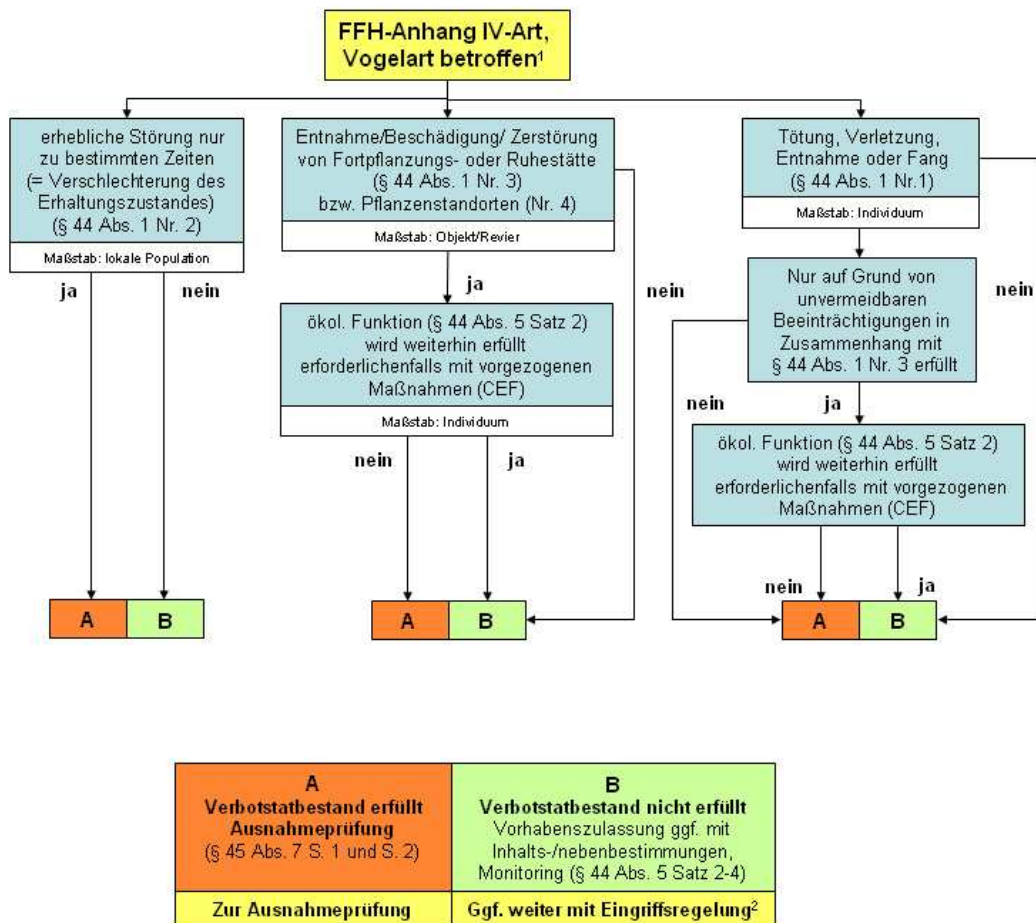 FFH-Anhang IV-Art,
Vogelart betroffen¹
erhebliche Störung nur
zu bestimmten Zeiten
(= Verschlechterung des
Erhaltungszustandes)
(§ 44 Abs. 1 Nr. 2)
Maßstab: lokale Population
ja
nein
Entnahme/Beschädigung/ Zerstörung
von Fortpflanzungs- oder Ruhestätte
(§ 44 Abs. 1 Nr. 3)
bzw. Pflanzenstandorten (Nr. 4)
Maßstab: Objekt/Revier
ja
nein
ökol. Funktion (§ 44 Abs. 5 Satz 2)
wird weiterhin erfüllt
erforderlichenfalls mit vorgezogenen
Maßnahmen (CEF)
Maßstab: Individuum
nein
ja
Tötung, Verletzung,
Entnahme oder Fang
(§ 44 Abs. 1 Nr.1)
Maßstab: Individuum
Nur auf Grund von
unvermeidbaren
Beeinträchtigungen in
Zusammenhang mit
§ 44 Abs. 1 Nr. 3 erfüllt
nein
nein
ja
ökol. Funktion (§ 44 Abs. 5 Satz 2)
wird weiterhin erfüllt
erforderlichenfalls mit vorgezogenen
Maßnahmen (CEF)
nein
ja
A
B
A
B
A
B
A
Verbotstatbestand erfüllt
Ausnahmeprüfung
(§ 45 Abs. 7 S. 1 und S. 2)
Zur Ausnahmeprüfung
B
Verbotstatbestand nicht erfüllt
Vorhabenszulassung ggf. mit
Inhalts-/nebenbestimmungen,
Monitoring (§ 44 Abs. 5 Satz 2-4)
Ggf. weiter mit Eingriffsregelung²